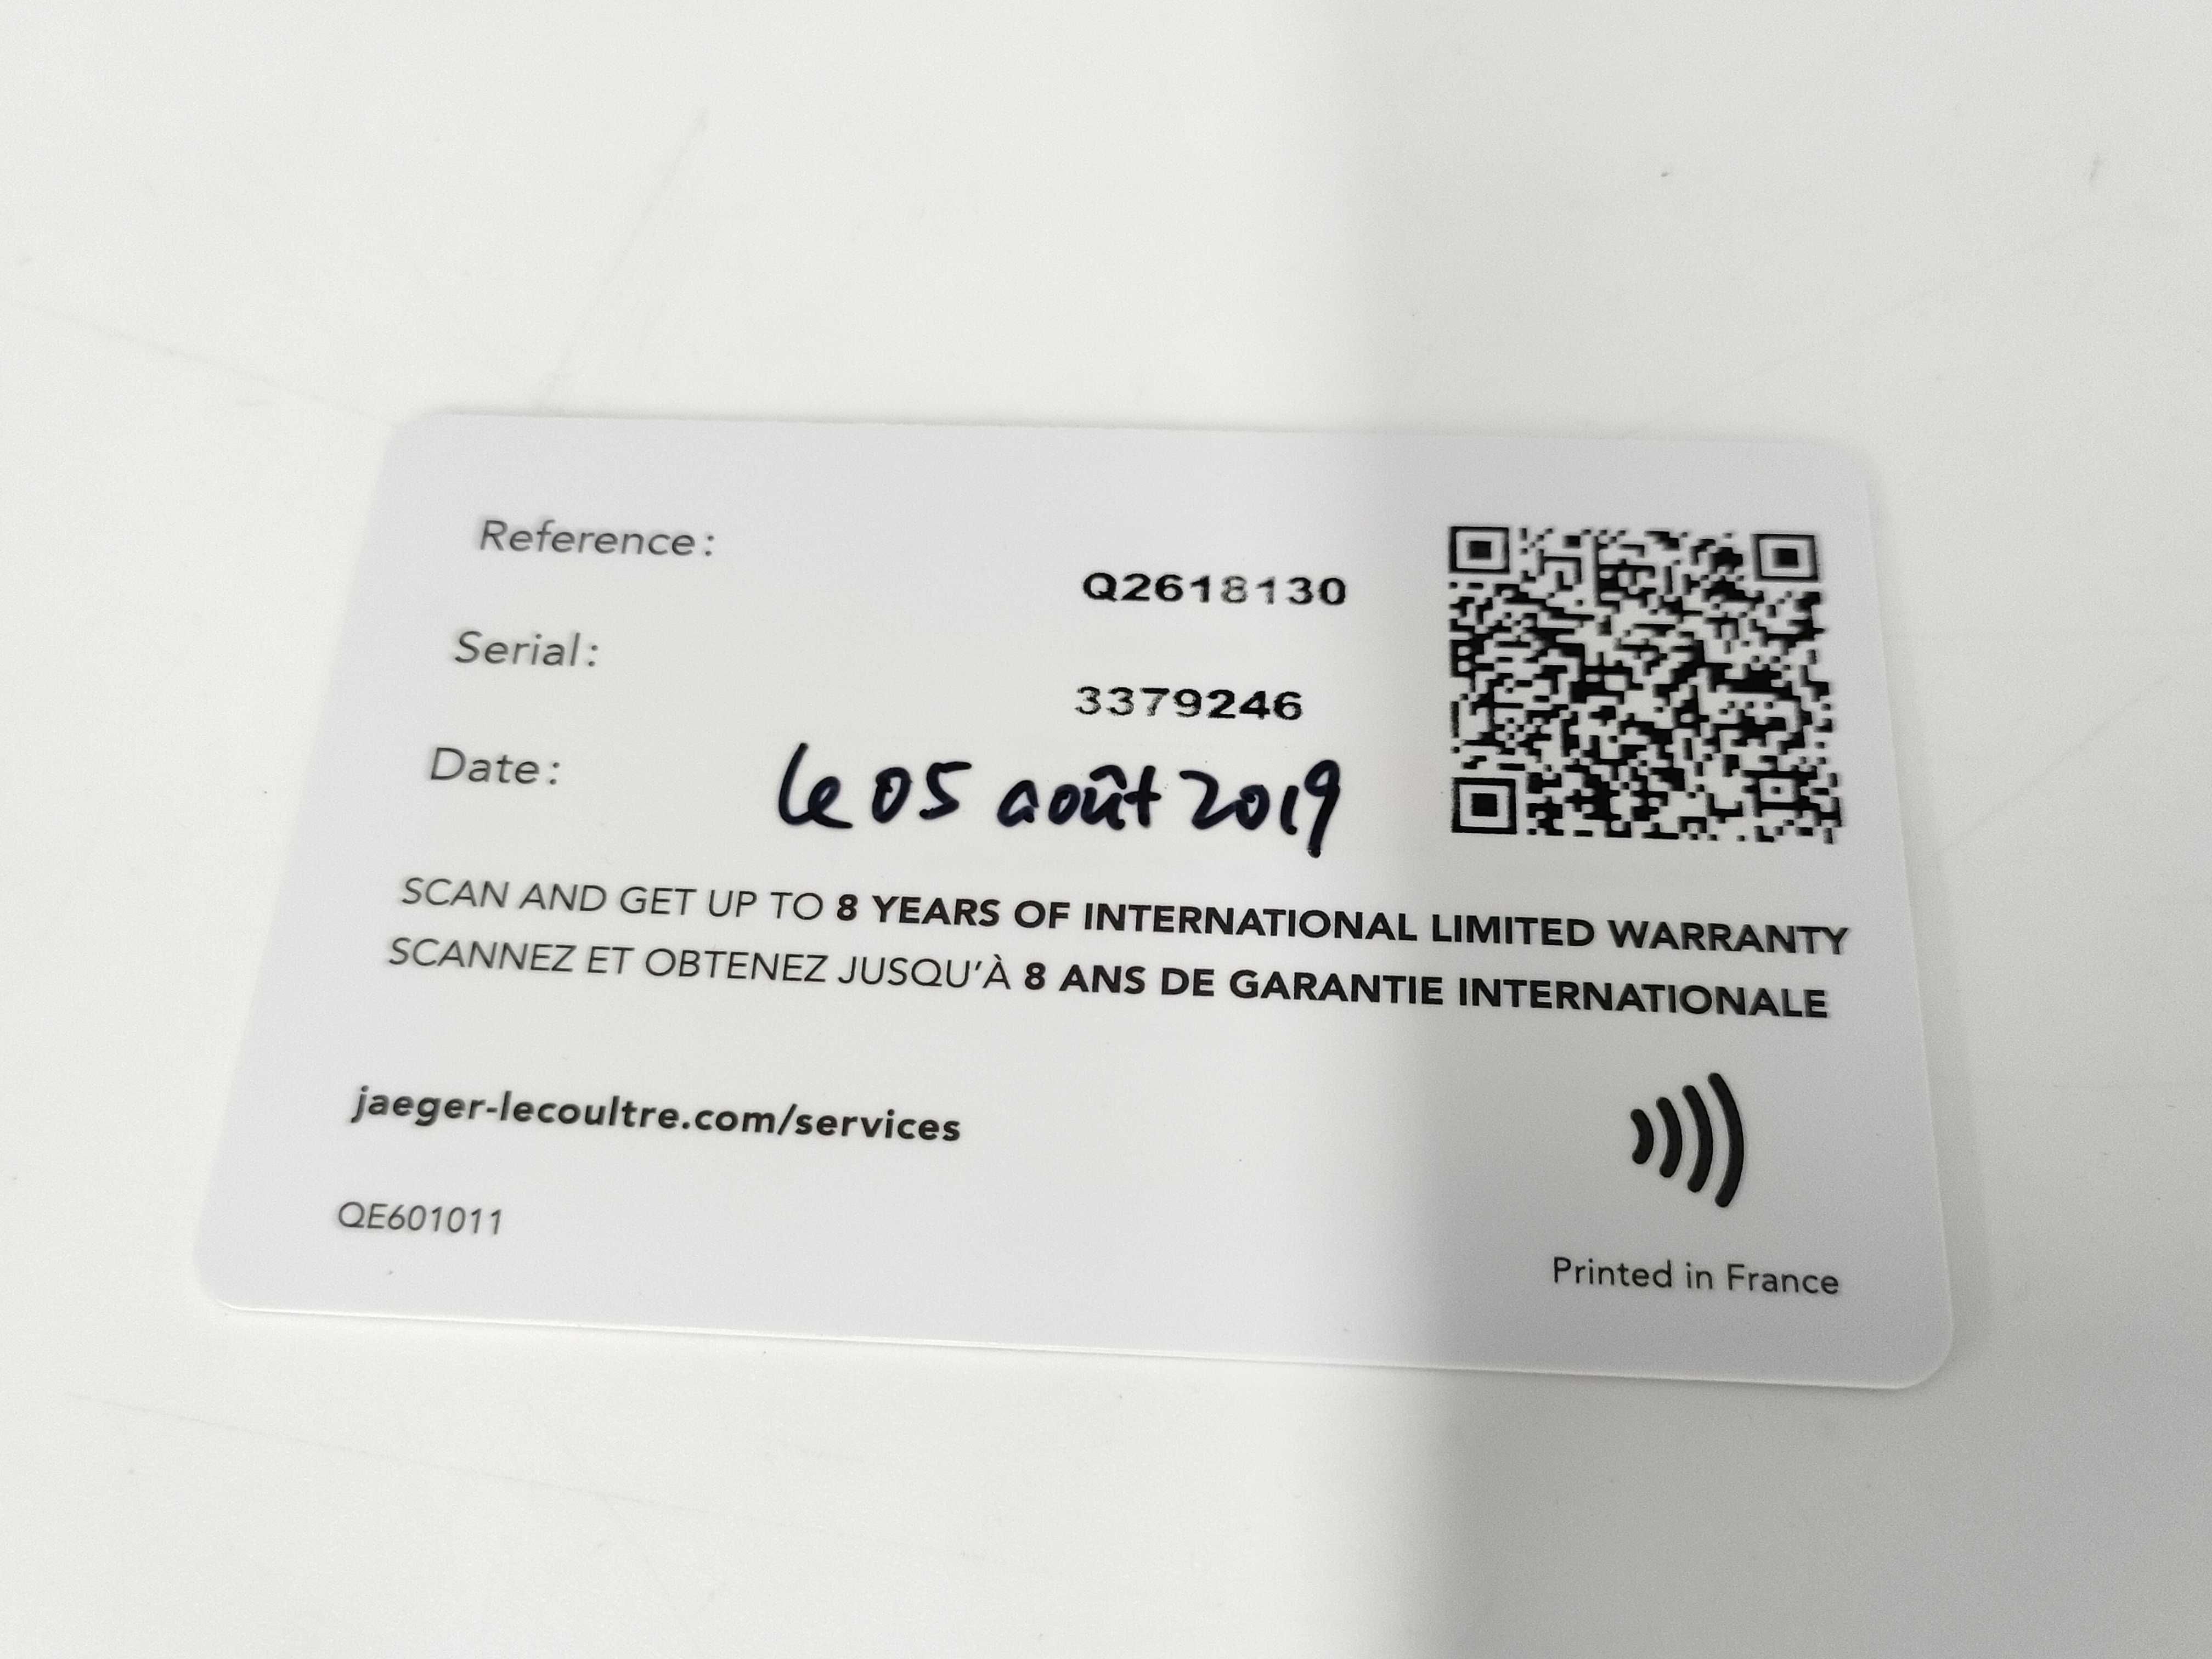 Reference:
Q2618130
Serial:
3379246
Date: le 05 août 2019
SCAN AND GET UP TO 8 YEARS OF INTERNATIONAL LIMITED WARRANTY
SCANNEZ ET OBTENEZ JUSQU'À 8 ANS DE GARANTIE INTERNATIONALE
jaeger-lecoultre.com/services
QE601011
Printed in France